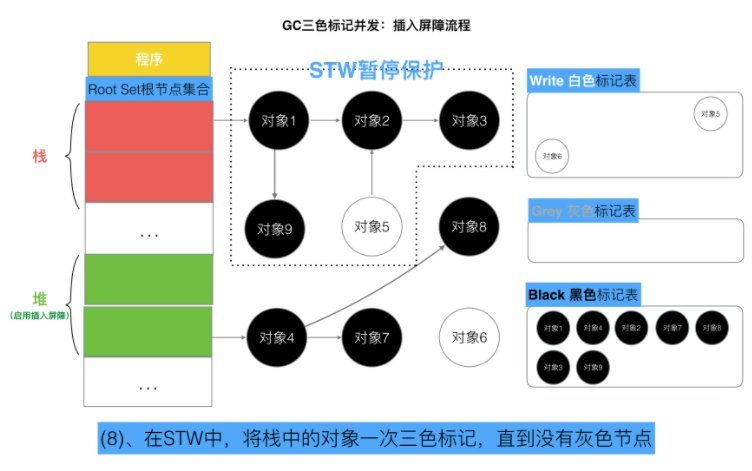 GC三色标记并发：插入屏障流程
程序
Root Set根节点集合
栈
...
堆
(启用插入屏障)
...
STW暂停保护
对象1
对象2
对象3
对象9
对象5
对象8
对象4
对象7
对象6
Write 白色标记表
对象5
对象6
Grey 灰色标记表
Black 黑色标记表
对象1 对象4 对象2 对象7 对象8
对象3 对象9
(8)、在STW中，将栈中的对象一次三色标记，直到没有灰色节点